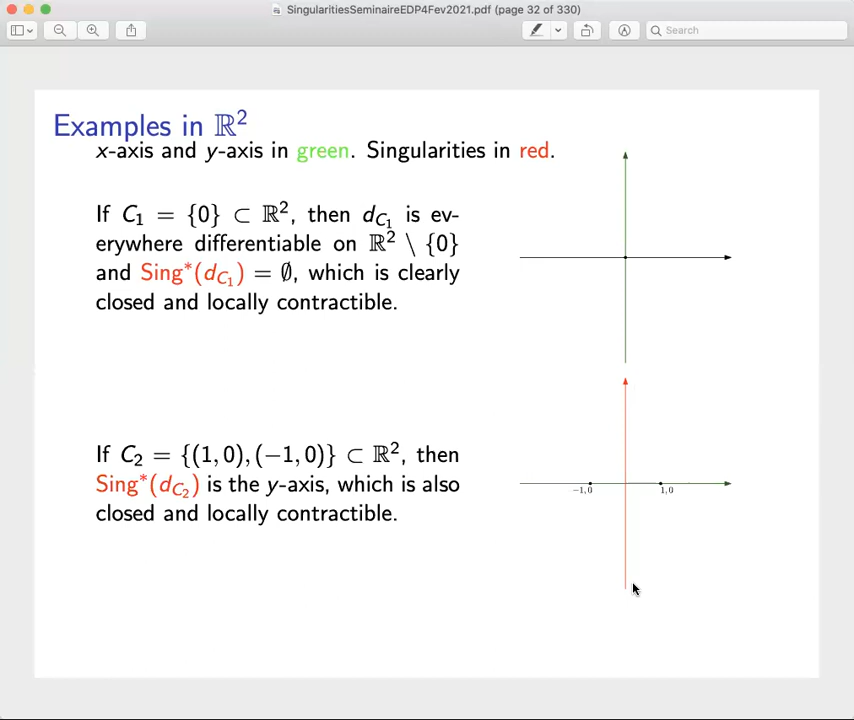 SingularitiesSeminaireEDP4Fev2021.pdf (page 32 of 330)
Search
Examples in ℝ²
x-axis and y-axis in green. Singularities in red.
If C₁ = {0} ⊂ ℝ², then d_{C₁} is ev-
erywhere differentiable on ℝ² \ {0}
and Sing*(d_{C₁}) = ∅, which is clearly
closed and locally contractible.
If C₂ = {(1, 0), (−1, 0)} ⊂ ℝ², then
Sing*(d_{C₂}) is the y-axis, which is also
closed and locally contractible.
−1,0
1,0